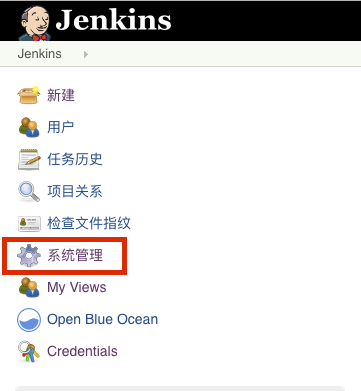 Jenkins
Jenkins
新建
用户
任务历史
项目关系
检查文件指纹
系统管理
My Views
Open Blue Ocean
Credentials